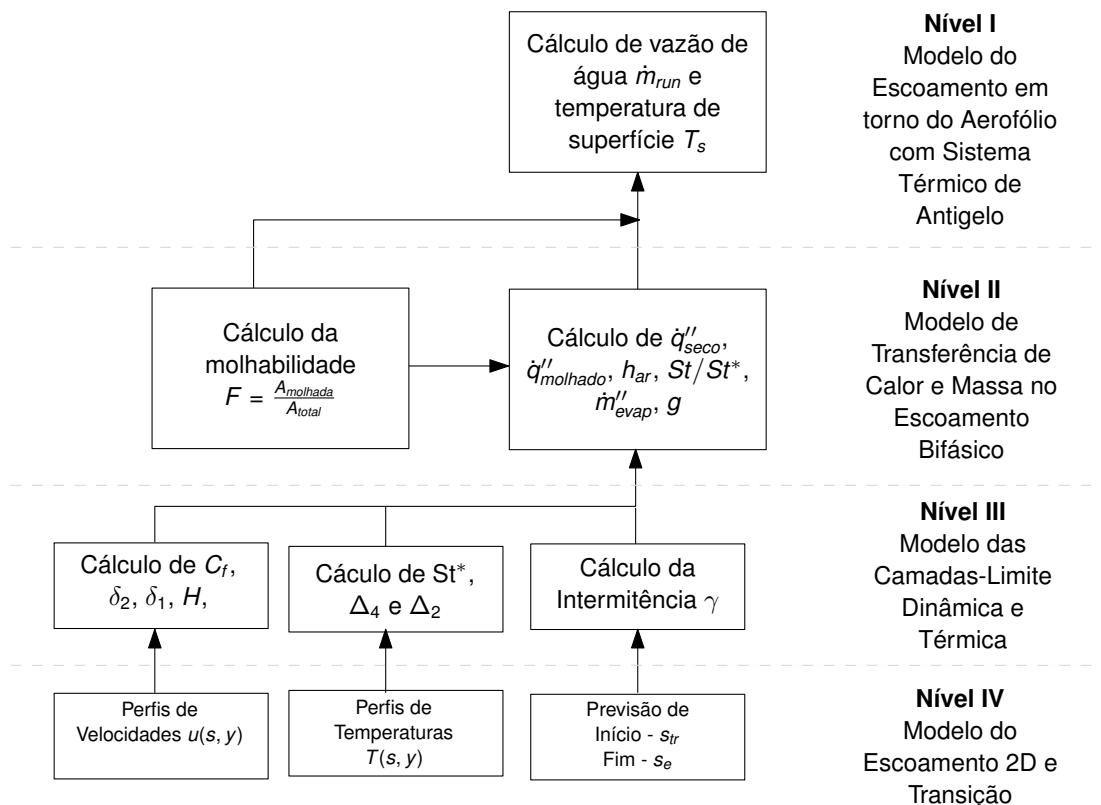 Cálculo de vazão de
água ṁ_run e
temperatura de
superfície T_s
Nível I
Modelo do
Escoamento em
torno do Aerofólio
com Sistema
Térmico de
Antigelo
Cálculo da
molhabilidade
F = A_molhada / A_total
Cálculo de q̇″_seco,
q̇″_molhado, h_ar, St/St*,
ṁ″_evap, g
Nível II
Modelo de
Transferência de
Calor e Massa no
Escoamento
Bifásico
Cálculo de C_f,
δ₂, δ₁, H,
Cáculo de St*,
Δ₄ e Δ₂
Cálculo da
Intermitência γ
Nível III
Modelo das
Camadas-Limite
Dinâmica e
Térmica
Perfis de
Velocidades u(s, y)
Perfis de
Temperaturas
T(s, y)
Previsão de
Início - s_tr
Fim - s_e
Nível IV
Modelo do
Escoamento 2D e
Transição